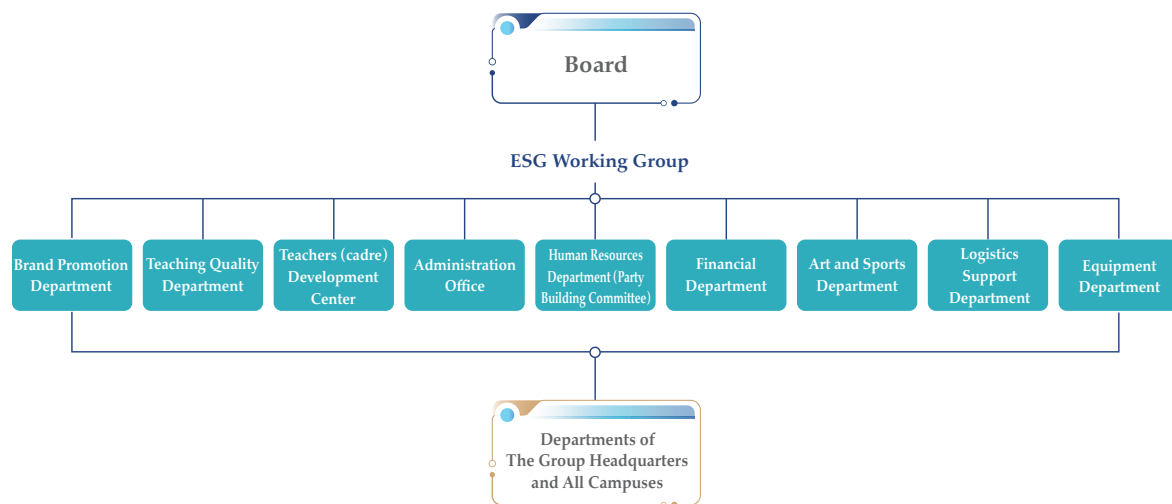 Board
ESG Working Group
Brand Promotion
Department
Teaching Quality
Department
Teachers (cadre)
Development
Center
Administration
Office
Human Resources
Department (Party
Building Committee)
Financial
Department
Art and Sports
Department
Logistics
Support
Department
Equipment
Department
Departments of
The Group Headquarters
and All Campuses